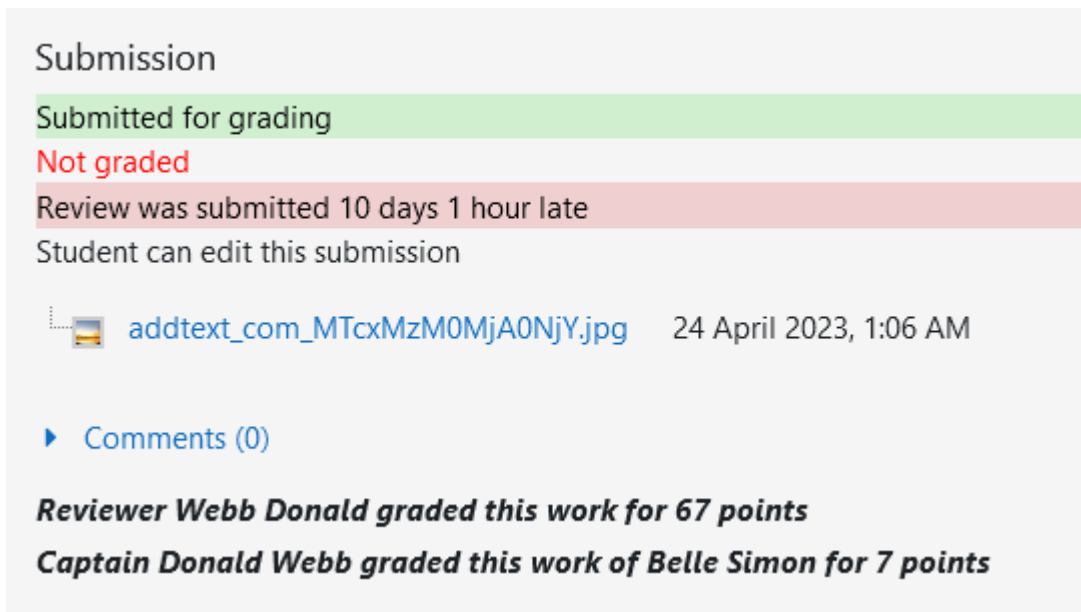 Submission
Submitted for grading
Not graded
Review was submitted 10 days 1 hour late
Student can edit this submission
addtext_com_MTcxMzM0MjA0NjY.jpg 24 April 2023, 1:06 AM
Comments (0)
Reviewer Webb Donald graded this work for 67 points
Captain Donald Webb graded this work of Belle Simon for 7 points